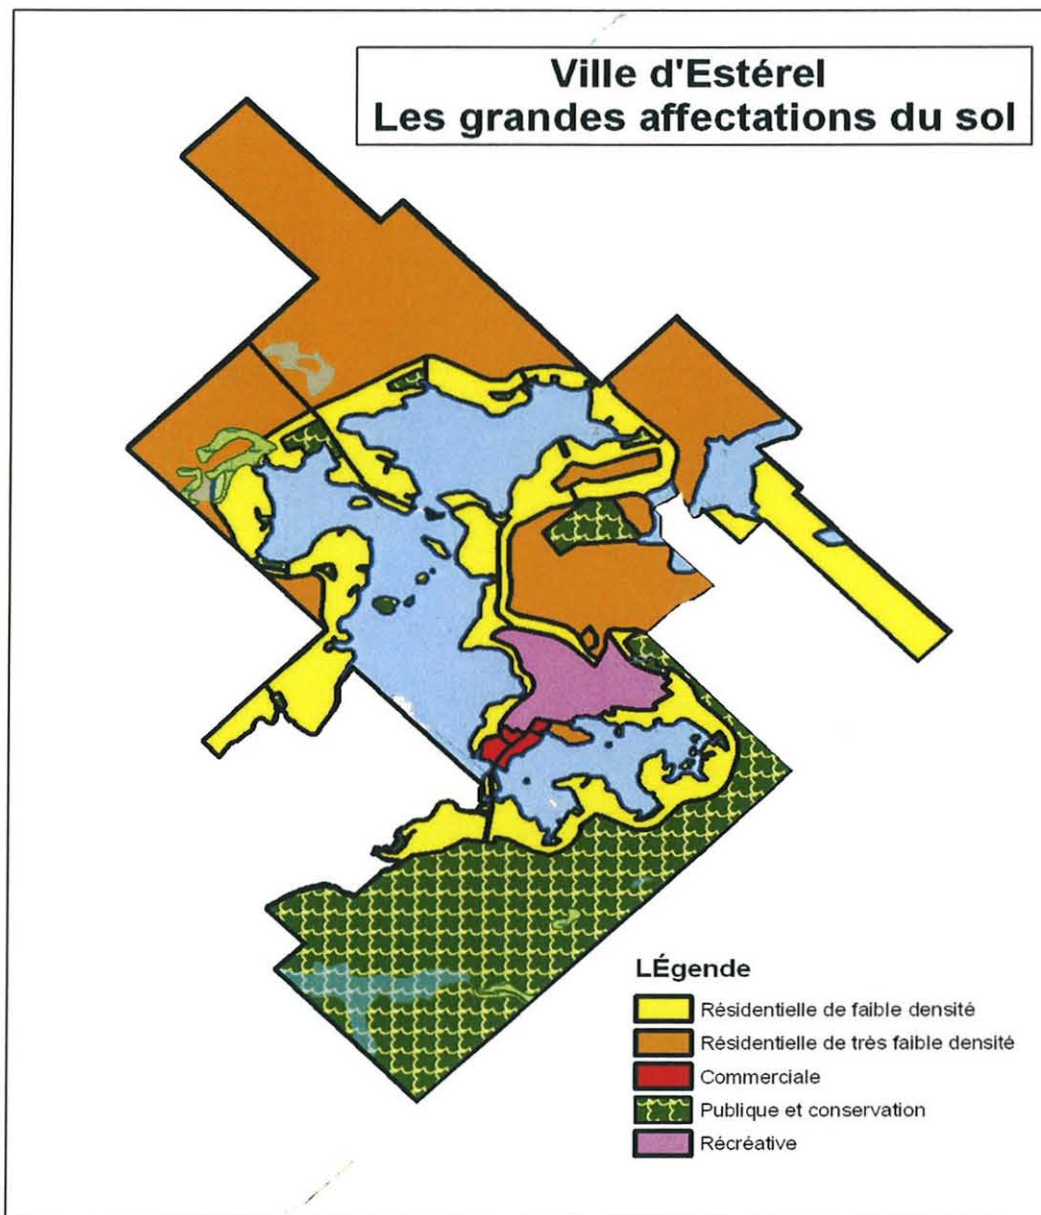 Ville d'Estérel
Les grandes affectations du sol
LÉgende
Résidentielle de faible densité
Résidentielle de très faible densité
Commerciale
Publique et conservation
Récréative